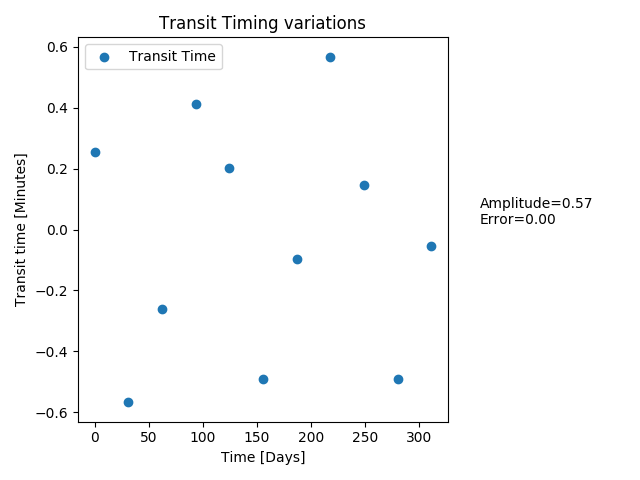 Transit Timing variations
Transit Time
0.6
0.4
0.2
0.0
−0.2
−0.4
−0.6
Transit time [Minutes]
0 50 100 150 200 250 300
Time [Days]
Amplitude=0.57
Error=0.00